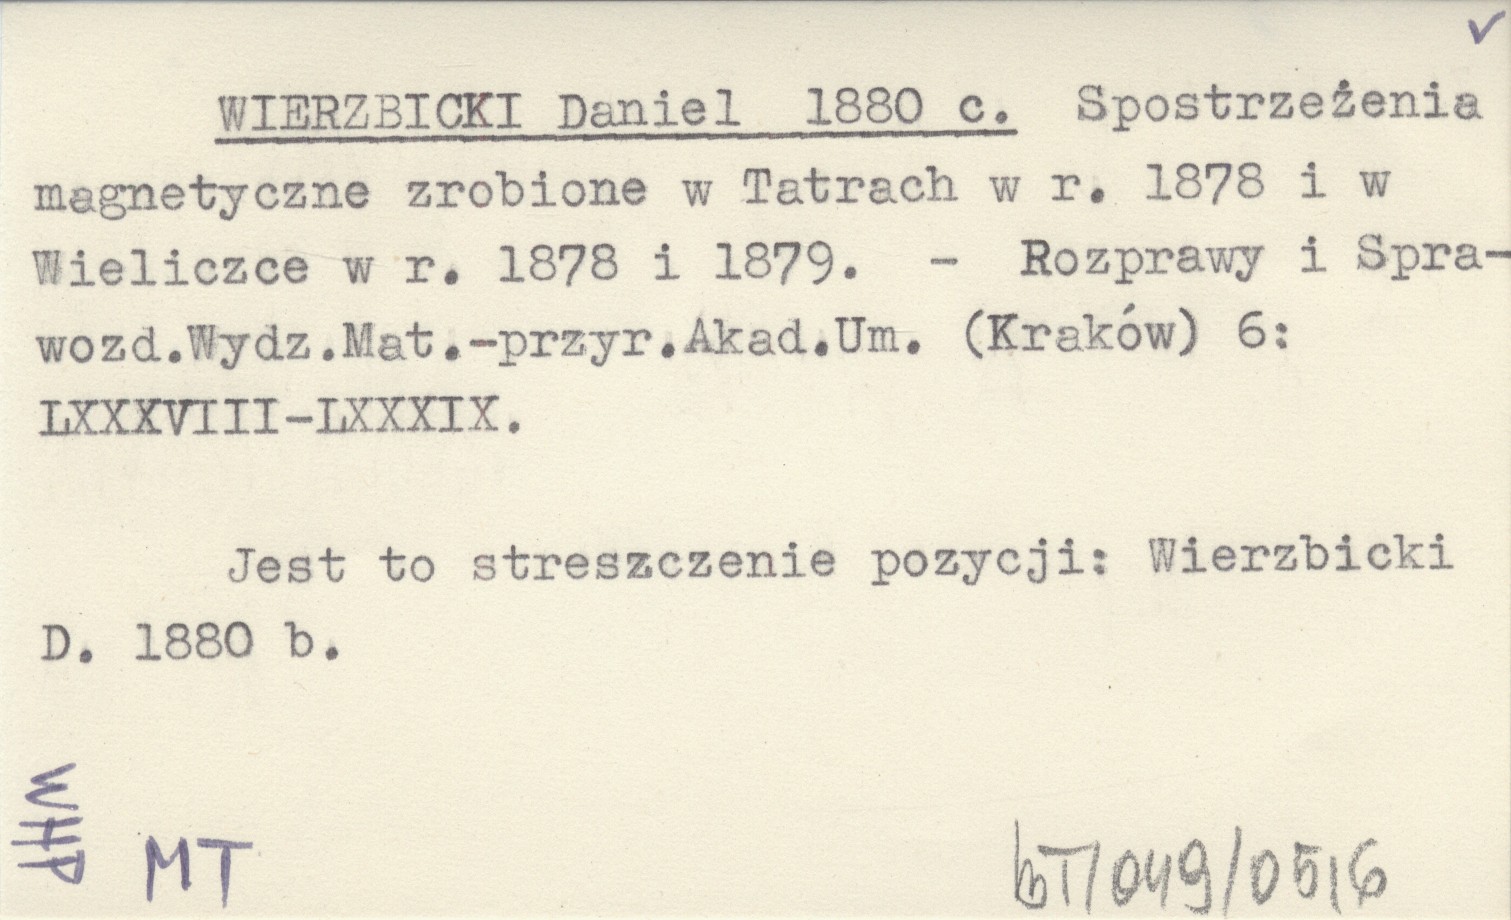 ✓
WIERZBICKI Daniel 1880 c. Spostrzeżenia
magnetyczne zrobione w Tatrach w r. 1878 i w
Wieliczce w r. 1878 i 1879. - Rozprawy i Spra-
wozd.Wydz.Mat.-przyr.Akad.Um. (Kraków) 6:
LXXXVIII-LXXXIX.
Jest to streszczenie pozycji: Wierzbicki
D. 1880 b.
WHP
MT
bT/049/0516